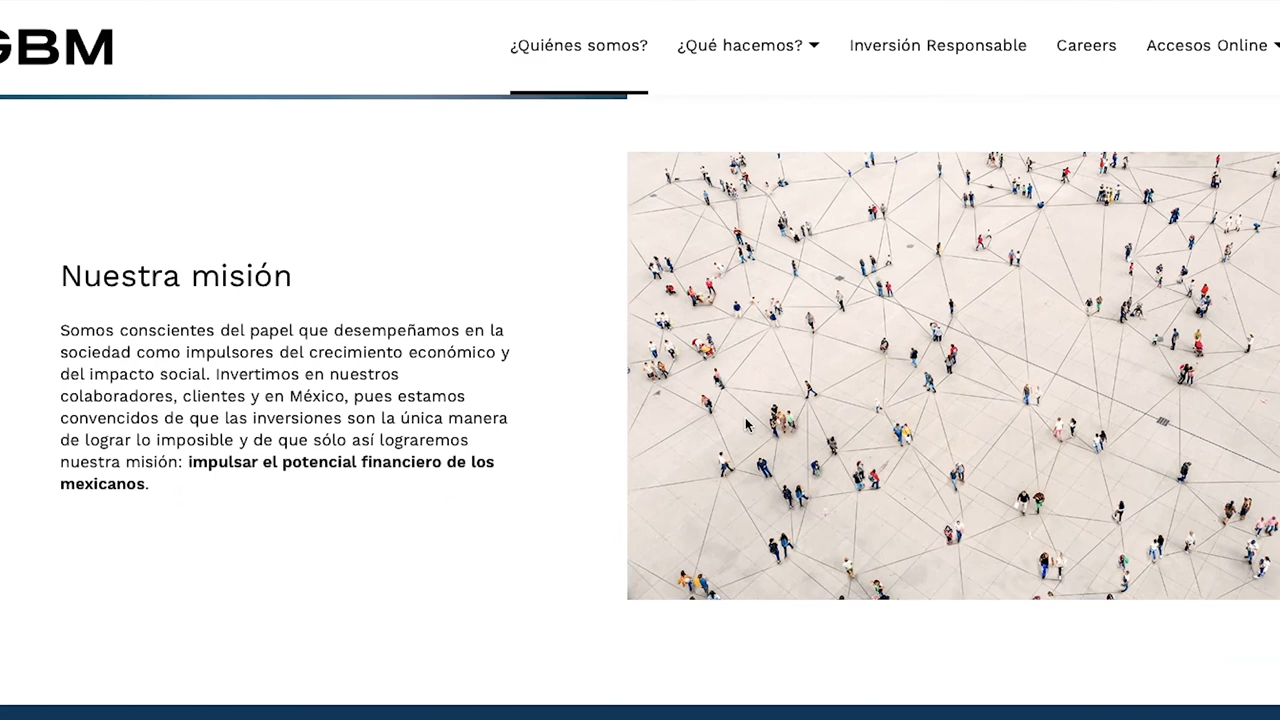 GBM
¿Quiénes somos?
¿Qué hacemos?
Inversión Responsable
Careers
Accesos Online
Nuestra misión
Somos conscientes del papel que desempeñamos en la
sociedad como impulsores del crecimiento económico y
del impacto social. Invertimos en nuestros
colaboradores, clientes y en México, pues estamos
convencidos de que las inversiones son la única manera
de lograr lo imposible y de que sólo así lograremos
nuestra misión: impulsar el potencial financiero de los
mexicanos.